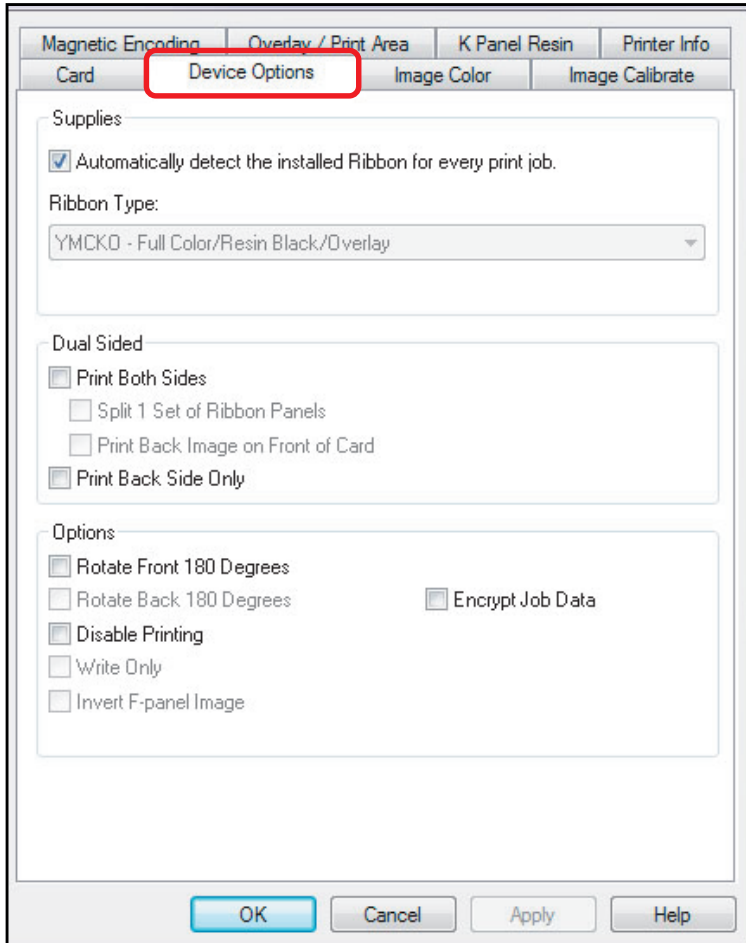 Magnetic Encoding Overlay / Print Area K Panel Resin Printer Info
Card Device Options Image Color Image Calibrate
Supplies
Automatically detect the installed Ribbon for every print job.
Ribbon Type:
YMCKO - Full Color/Resin Black/Overlay
Dual Sided
Print Both Sides
Split 1 Set of Ribbon Panels
Print Back Image on Front of Card
Print Back Side Only
Options
Rotate Front 180 Degrees
Rotate Back 180 Degrees Encrypt Job Data
Disable Printing
Write Only
Invert F-panel Image
OK Cancel Apply Help